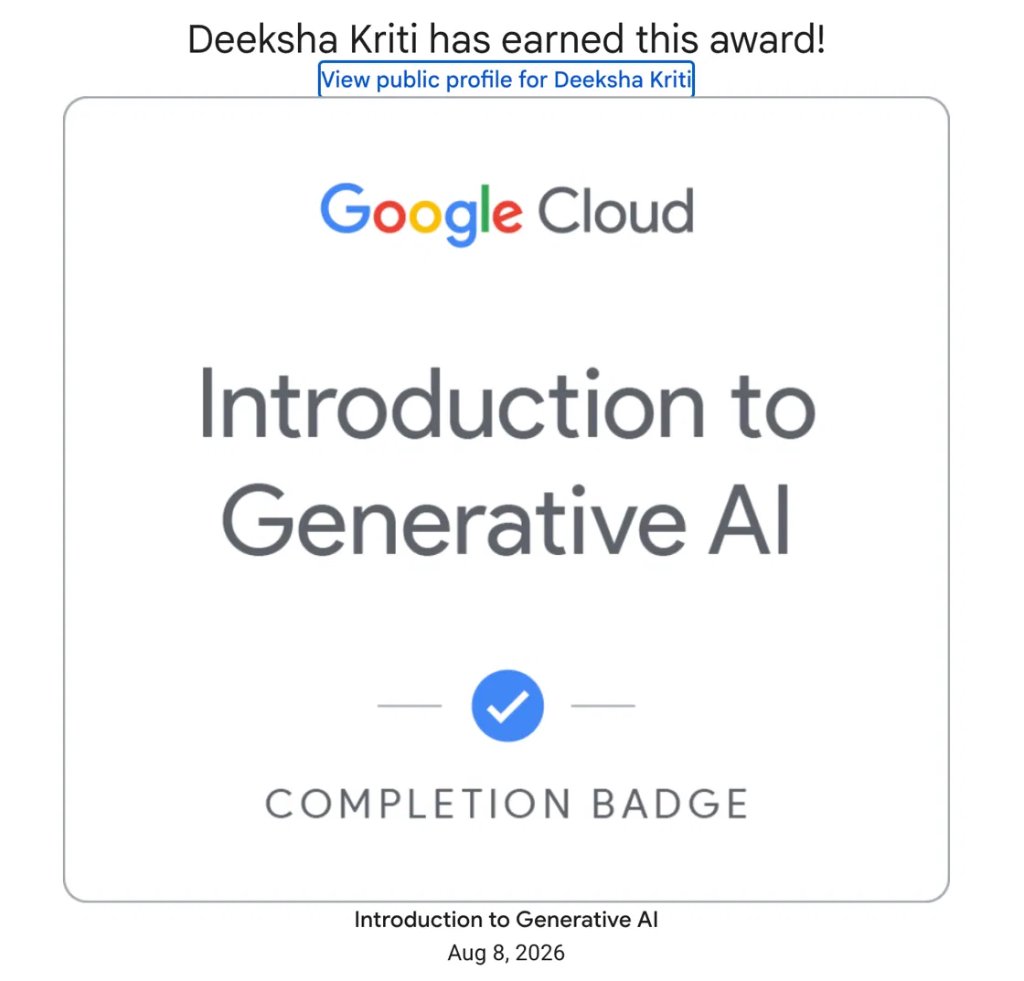 Deeksha Kriti has earned this award!
View public profile for Deeksha Kriti
Google Cloud
Introduction to
Generative AI
COMPLETION BADGE
Introduction to Generative AI
Aug 8, 2026